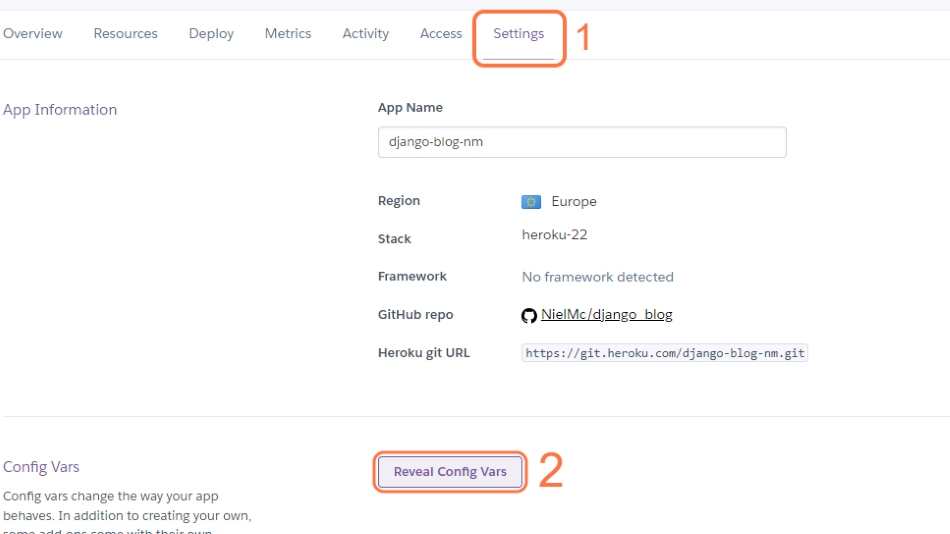 Overview Resources Deploy Metrics Activity Access Settings 1
App Information
App Name
django-blog-nm
Region Europe
Stack heroku-22
Framework No framework detected
GitHub repo NielMc/django_blog
Heroku git URL https://git.heroku.com/django-blog-nm.git
Config Vars
Reveal Config Vars 2
Config vars change the way your app
behaves. In addition to creating your own,
some add-ons come with their own